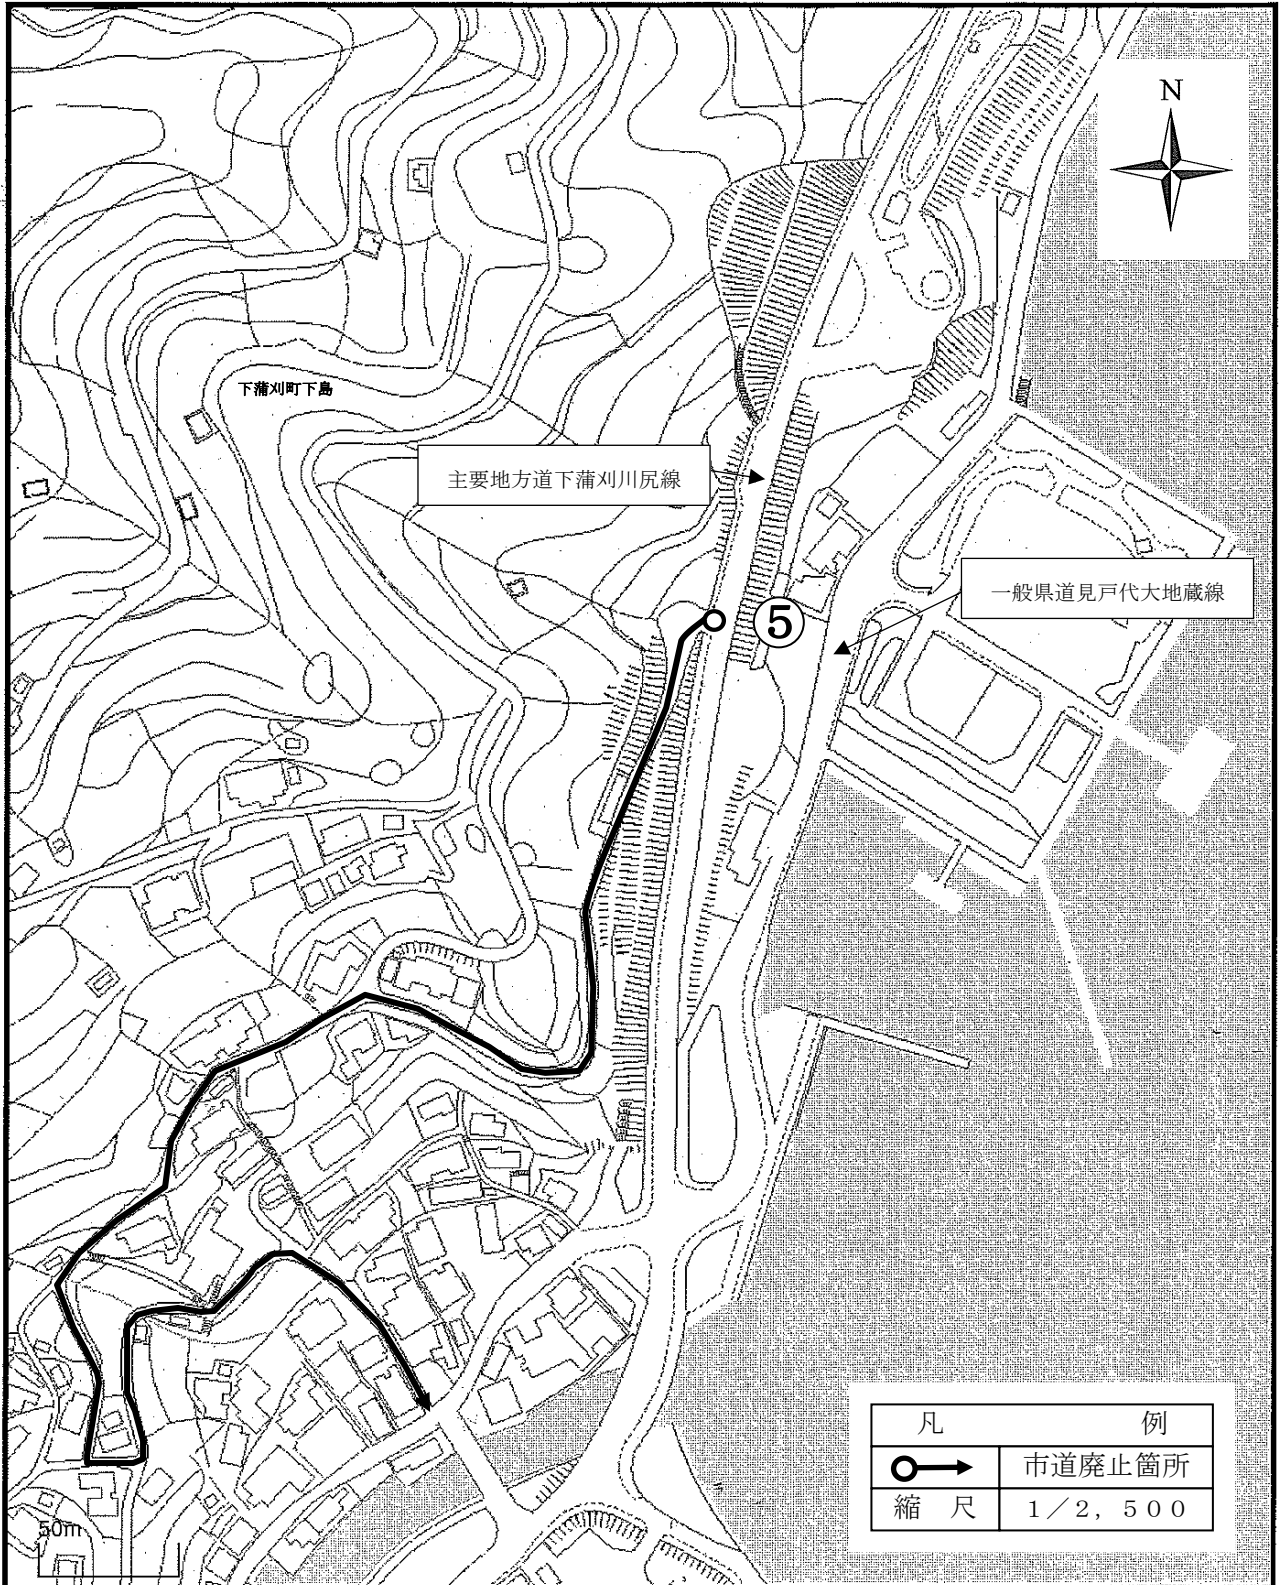 N
下蒲刈町下島
主要地方道下蒲刈川尻線
一般県道見戸代大地蔵線
⑤
凡 例
市道廃止箇所
縮 尺 1／2，500
50m